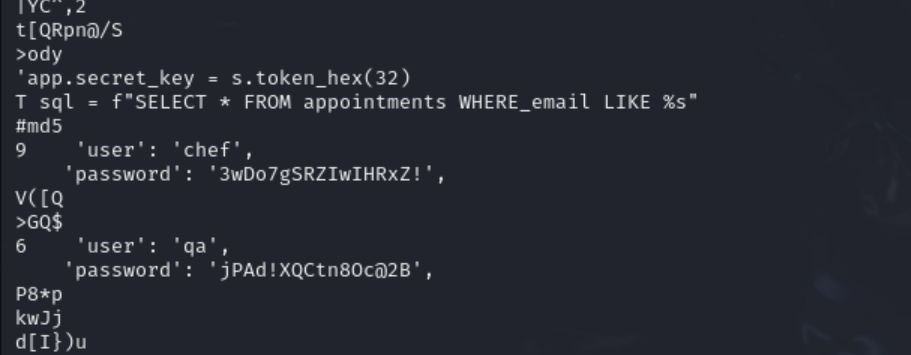 |YC^,2
t[QRpn@/S
>ody
'app.secret_key = s.token_hex(32)
T sql = f"SELECT * FROM appointments WHERE_email LIKE %s"
#md5
9    'user': 'chef',
    'password': '3wDo7gSRZIwIHRxZ!',
V([Q
>GQ$
6    'user': 'qa',
    'password': 'jPAd!XQCtn8Oc@2B',
P8*p
kwJj
d[I})u